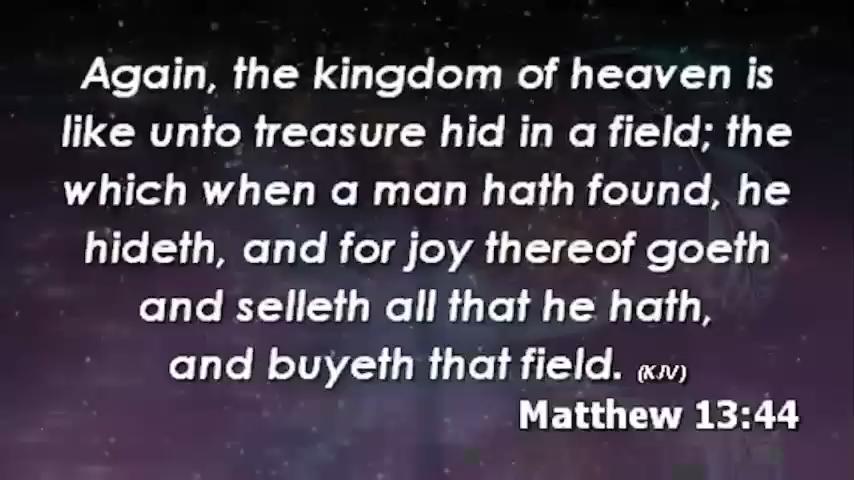 Again, the kingdom of heaven is
like unto treasure hid in a field; the
which when a man hath found, he
hideth, and for joy thereof goeth
and selleth all that he hath,
and buyeth that field. (KJV)
Matthew 13:44